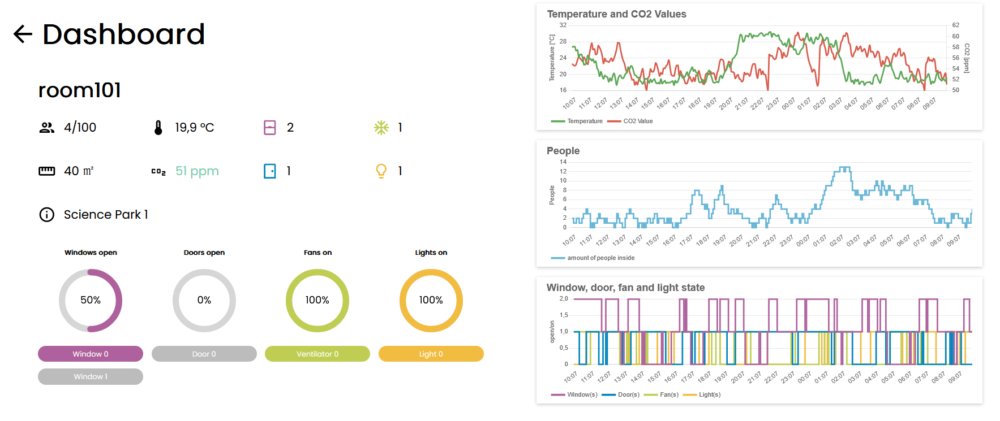 Dashboard
room101
4/100
19,9 °C
2
1
40 ㎡
co₂
51 ppm
1
1
Science Park 1
Windows open
Doors open
Fans on
Lights on
50%
0%
100%
100%
Window 0
Door 0
Ventilator 0
Light 0
Window 1
Temperature and CO2 Values
32
28
24
20
16
Temperature [°C]
62
60
58
56
54
52
50
CO2 [ppm]
10:07 11:07 12:07 13:07 14:07 15:07 16:07 17:07 18:07 19:07 20:07 21:07 22:07 23:07 00:07 01:07 02:07 03:07 04:07 05:07 06:07 07:07 08:07 09:07
Temperature CO2 Value
People
14
12
10
8
6
4
2
0
People
10:07 11:07 12:07 13:07 14:07 15:07 16:07 17:07 18:07 19:07 20:07 21:07 22:07 23:07 00:07 01:07 02:07 03:07 04:07 05:07 06:07 07:07 08:07 09:07
amount of people inside
Window, door, fan and light state
2,0
1,5
1,0
0,5
0
open/on
10:07 11:07 12:07 13:07 14:07 15:07 16:07 17:07 18:07 19:07 20:07 21:07 22:07 23:07 00:07 01:07 02:07 03:07 04:07 05:07 06:07 07:07 08:07 09:07
Window(s) Door(s) Fan(s) Light(s)